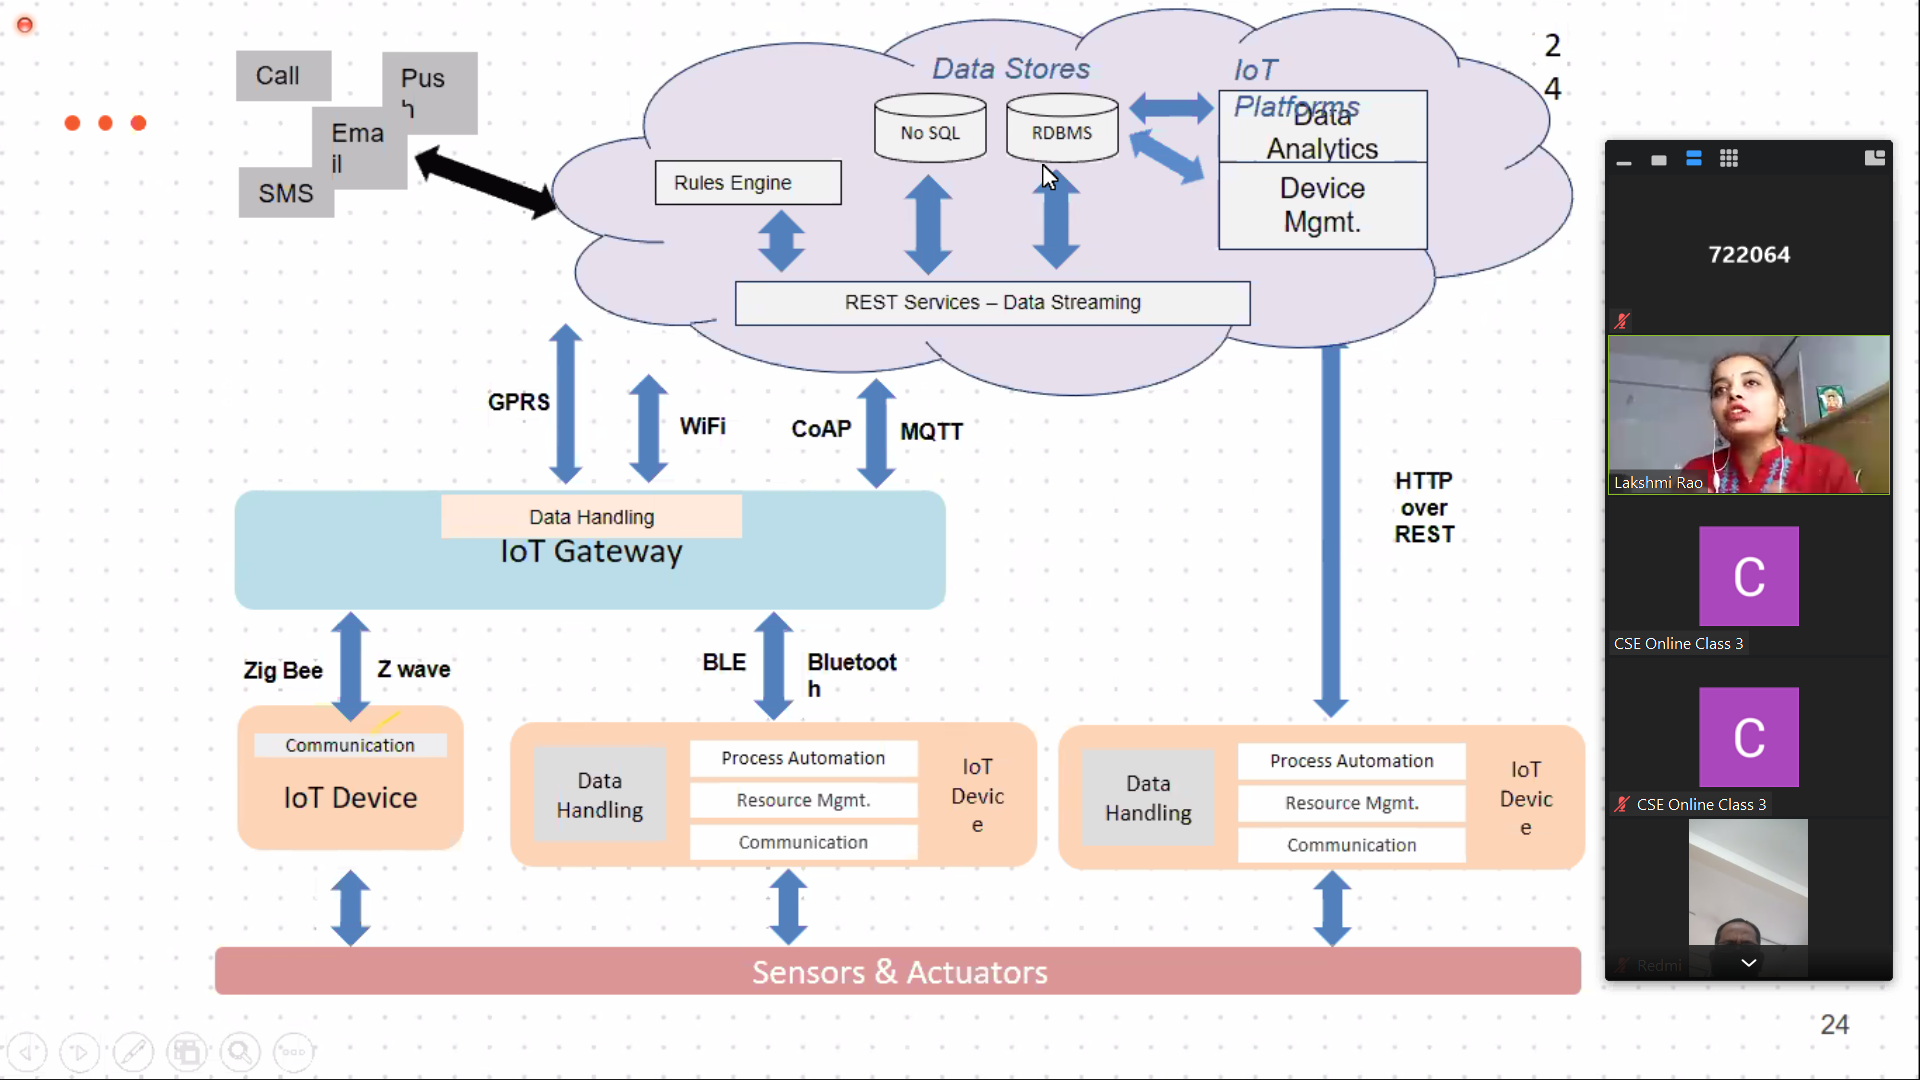 Data Stores
IoT
Platforms
2
4
Call
Pus
h
Ema
il
SMS
No SQL
RDBMS
Data
Analytics
Device
Mgmt.
Rules Engine
REST Services – Data Streaming
GPRS
WiFi
CoAP
MQTT
HTTP
over
REST
Data Handling
IoT Gateway
Zig Bee
Z wave
BLE
Bluetoot
h
Communication
IoT Device
Data
Handling
Process Automation
Resource Mgmt.
Communication
IoT
Devic
e
Data
Handling
Process Automation
Resource Mgmt.
Communication
IoT
Devic
e
Sensors & Actuators
24
722064
Lakshmi Rao
C
CSE Online Class 3
C
CSE Online Class 3
Redmi